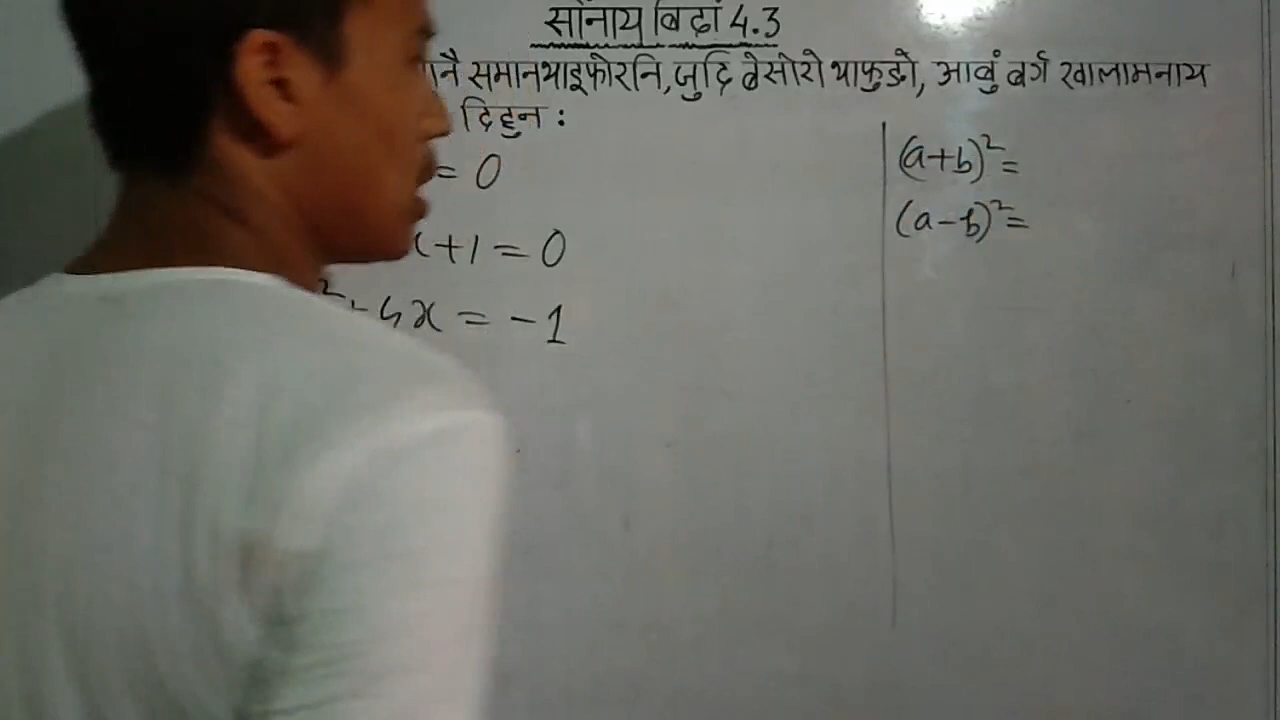 सोंनाय बिदां 4.3
समानथाइफोरनि, जुदि बेसोरो थाफुङो, आबुं बर्ग खालामनाय
दिहुन :
= 0
(a+b)²=
(a-b)²=
+1 = 0
4x = -1